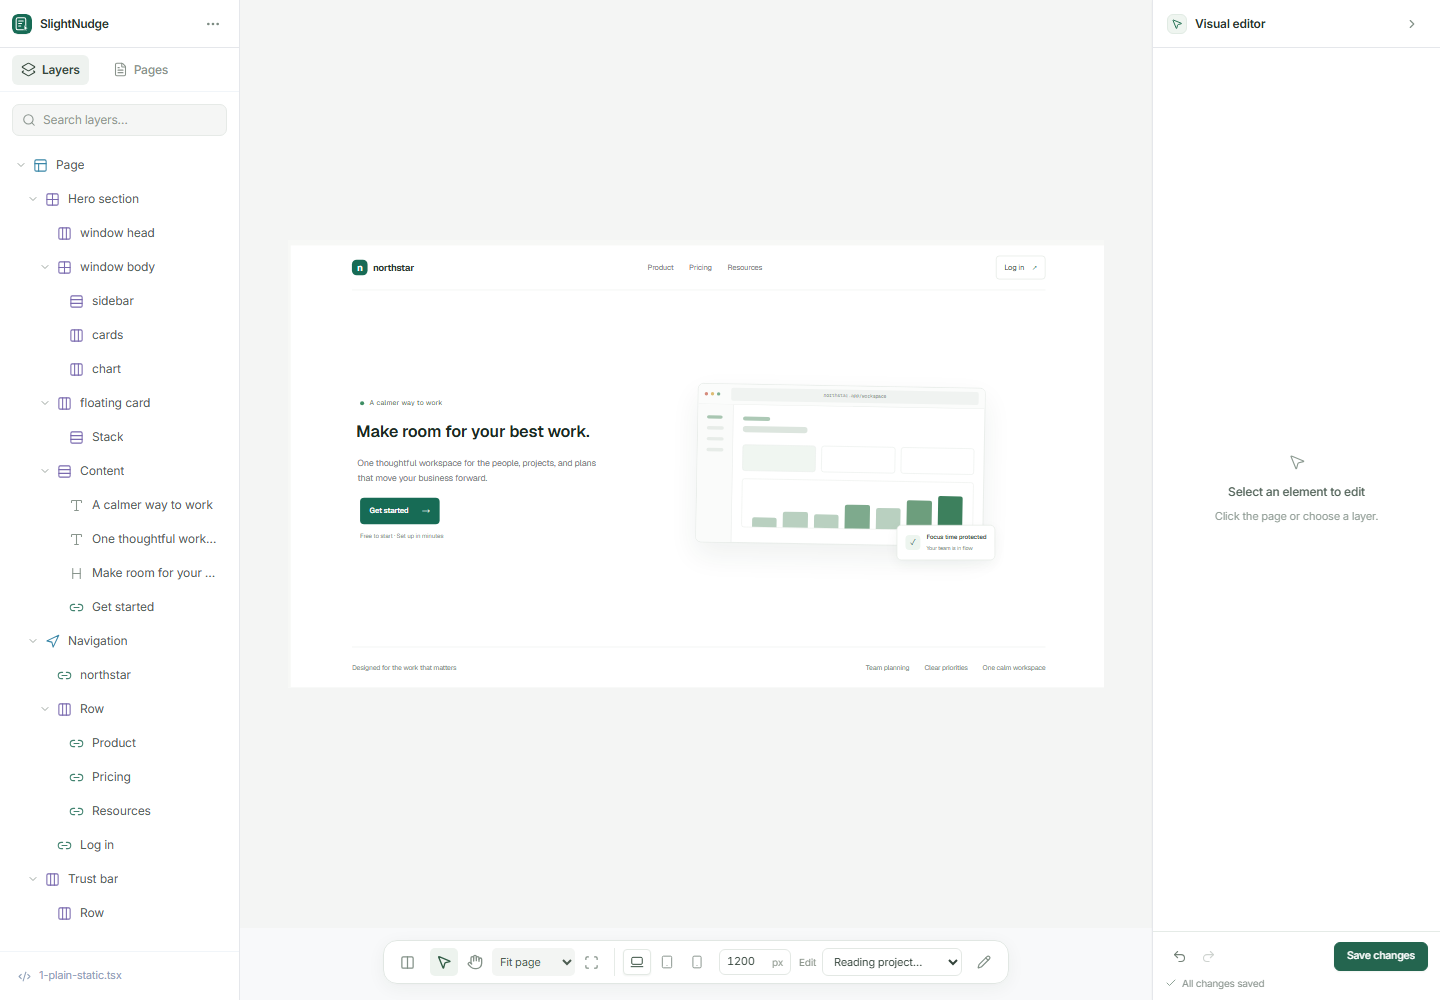 SlightNudge
Layers
Pages
Search layers...
Page
Hero section
window head
window body
sidebar
cards
chart
floating card
Stack
Content
A calmer way to work
One thoughtful work...
Make room for your ...
Get started
Navigation
northstar
Row
Product
Pricing
Resources
Log in
Trust bar
Row
1-plain-static.tsx
n northstar
Product Pricing Resources
Log in ↗
A calmer way to work
Make room for your best work.
One thoughtful workspace for the people, projects, and plans
that move your business forward.
Get started →
Free to start · Set up in minutes
northstar.app/workspace
Focus time protected
Your team is in flow
Designed for the work that matters
Team planning Clear priorities One calm workspace
Fit page
1200 px
Edit
Reading project...
Visual editor
Select an element to edit
Click the page or choose a layer.
Save changes
All changes saved